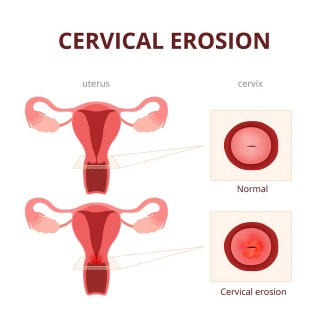 CERVICAL EROSION
uterus
cervix
Normal
Cervical erosion